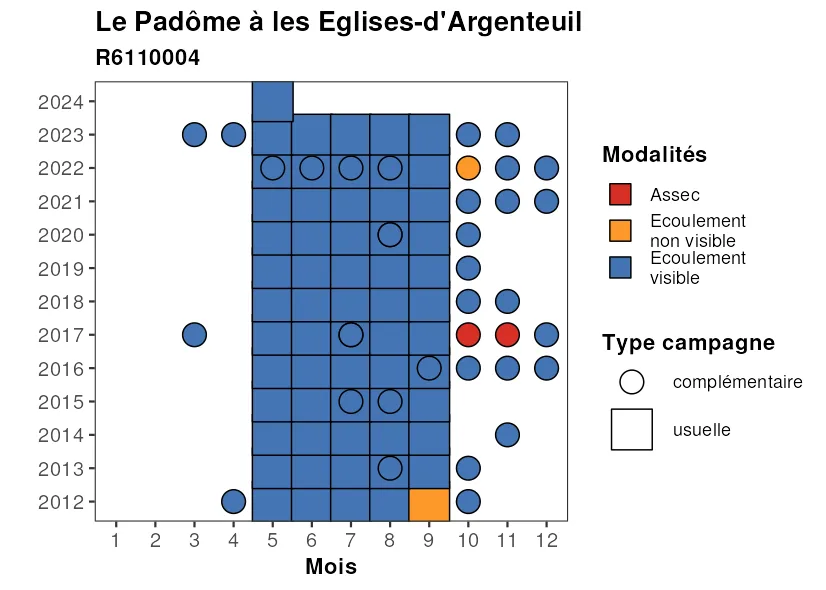 Le Padôme à les Eglises-d'Argenteuil
R6110004
2024
2023
2022
2021
2020
2019
2018
2017
2016
2015
2014
2013
2012
1 2 3 4 5 6 7 8 9 10 11 12
Mois
Modalités
Assec
Ecoulement
non visible
Ecoulement
visible
Type campagne
complémentaire
usuelle